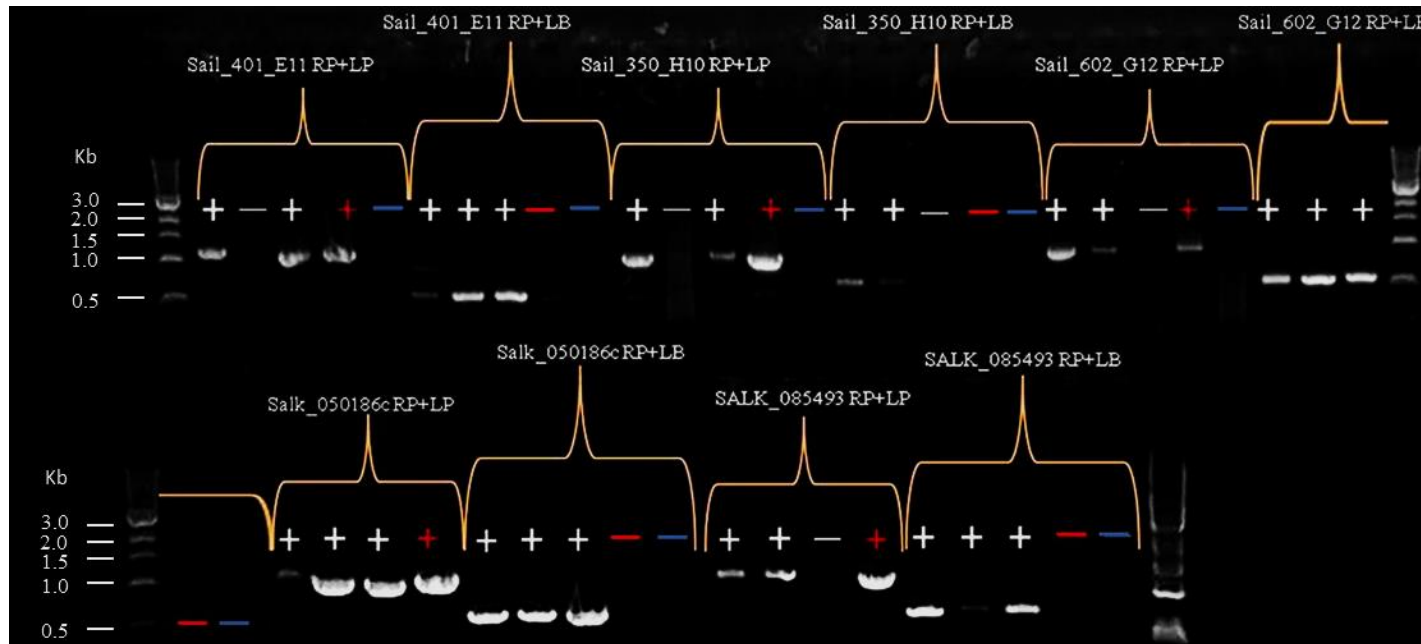 Sail_401_E11 RP+LB
Sail_350_H10 RP+LB
Sail_602_G12 RP+LB
Sail_401_E11 RP+LP
Sail_350_H10 RP+LP
Sail_602_G12 RP+LP
Kb
3.0
2.0
1.5
1.0
0.5
+ — + + —
+ + + — —
+ — + + —
+ + — — —
+ + — + —
+ + +
Salk_050186c RP+LB
SALK_085493 RP+LB
Salk_050186c RP+LP
SALK_085493 RP+LP
Kb
3.0
2.0
1.5
1.0
0.5
— —
+ + + +
+ + + — —
+ + — +
+ + + — —